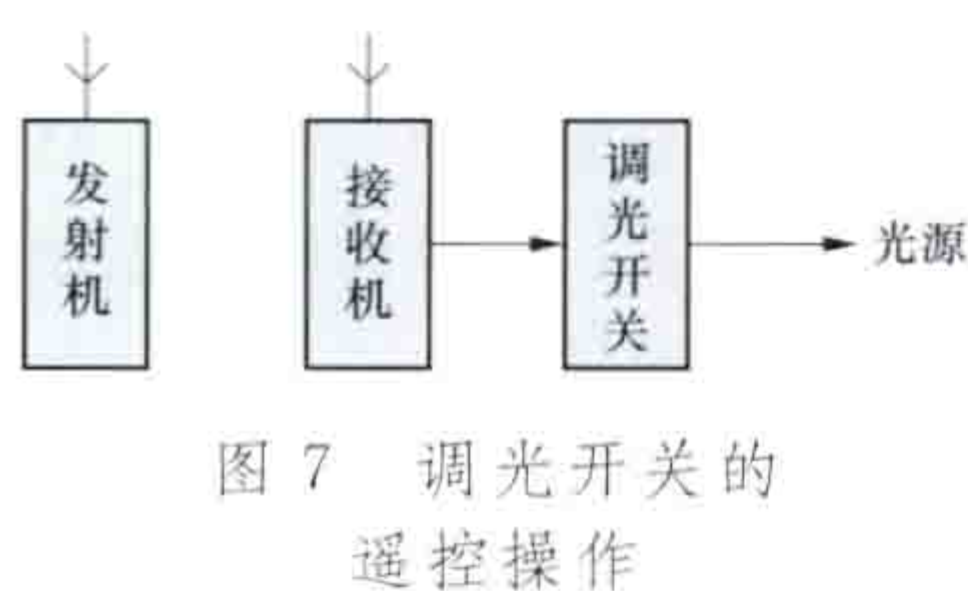 发射机
接收机
调光开关
光源
图 7 调光开关的
遥控操作